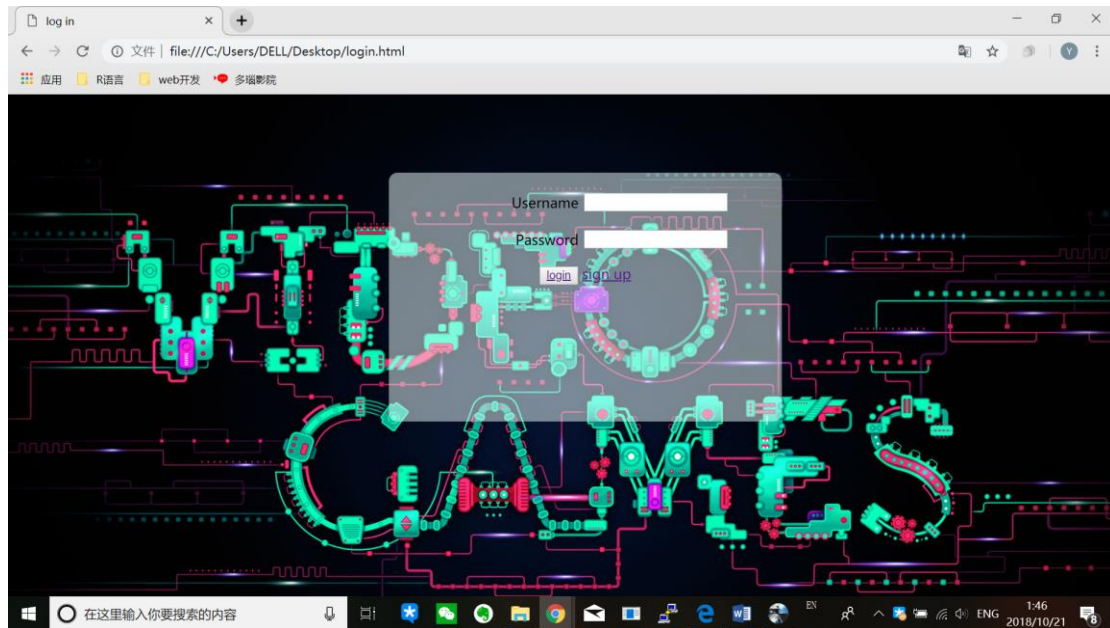 log in
文件 | file:///C:/Users/DELL/Desktop/login.html
Y
应用 R语言 web开发 多瑙影院
VIDEO
GAMES
Username
Password
login sign up
在这里输入你要搜索的内容
EN
ENG
1:46
2018/10/21
8